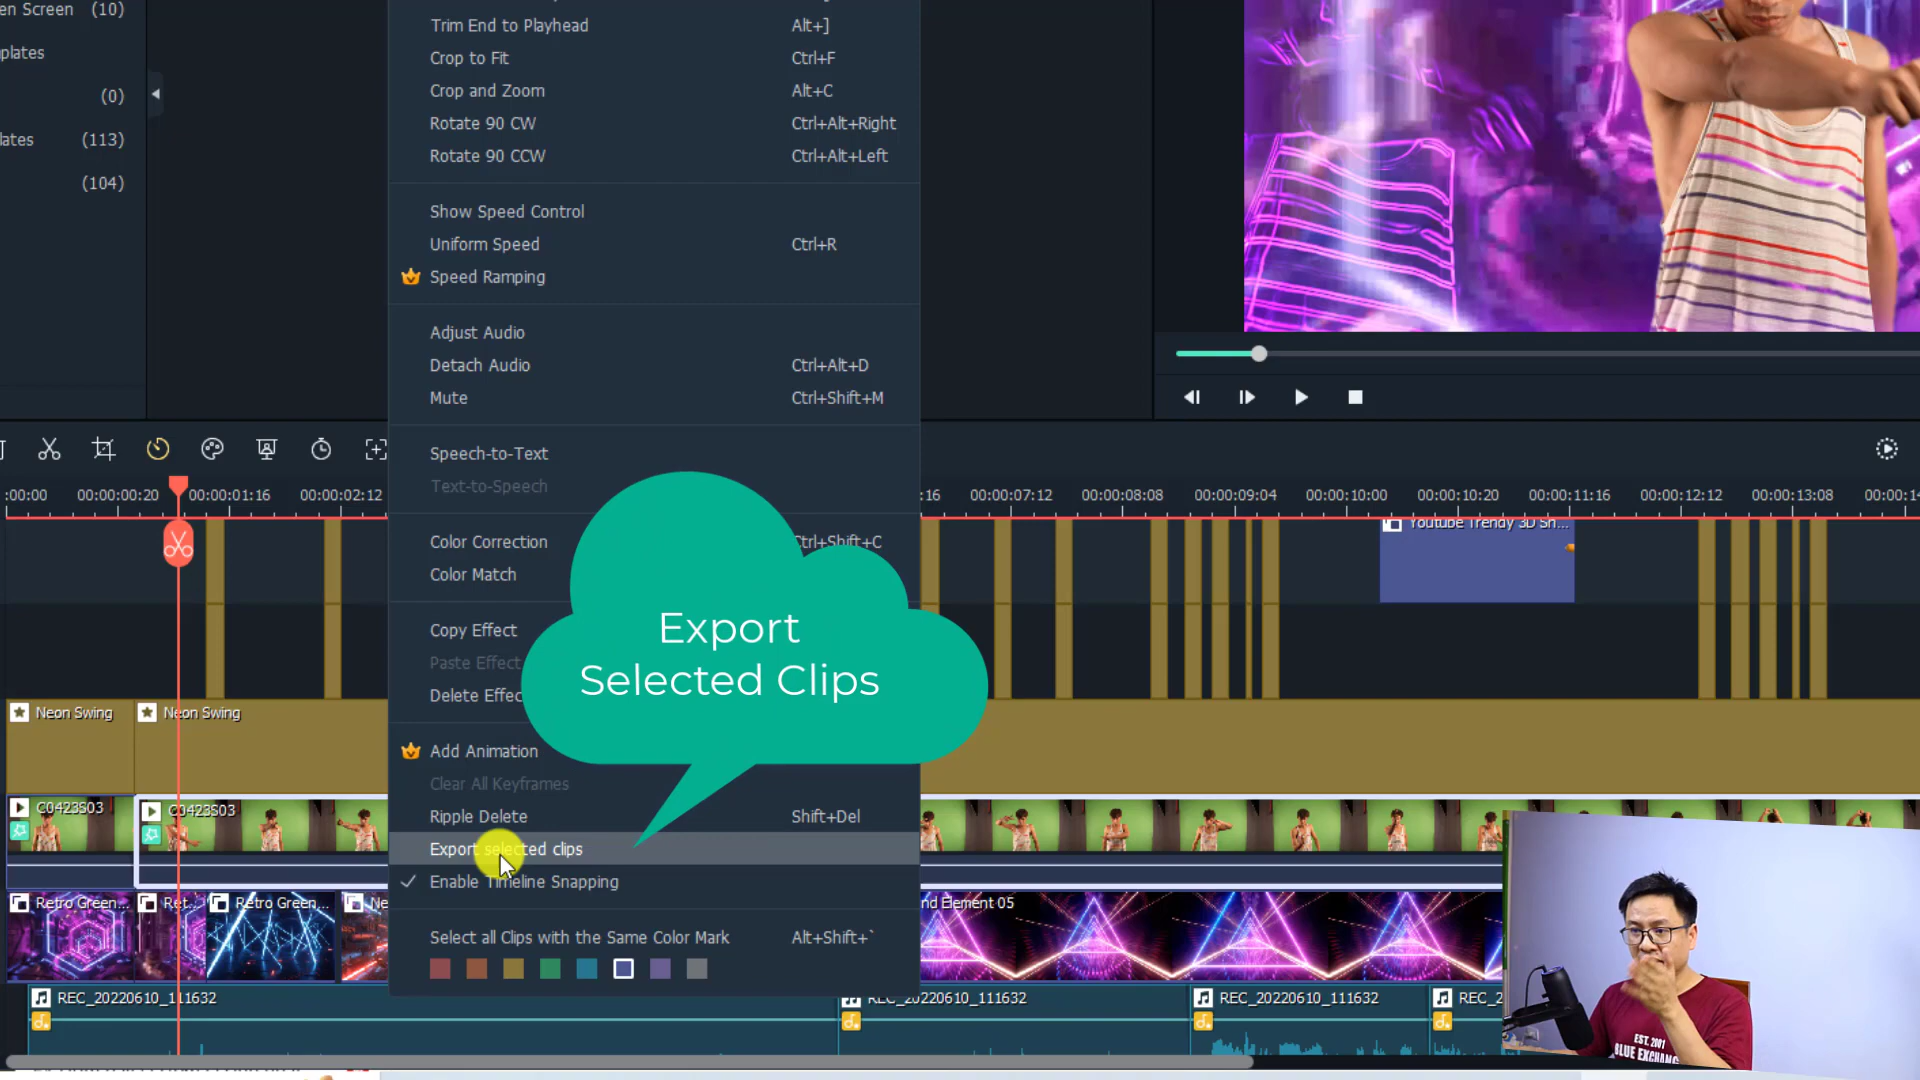 en Screen (10)
plates
(0)
lates (113)
(104)
Trim End to Playhead Alt+]
Crop to Fit Ctrl+F
Crop and Zoom Alt+C
Rotate 90 CW Ctrl+Alt+Right
Rotate 90 CCW Ctrl+Alt+Left
Show Speed Control
Uniform Speed Ctrl+R
Speed Ramping
Adjust Audio
Detach Audio Ctrl+Alt+D
Mute Ctrl+Shift+M
Speech-to-Text
Text-to-Speech
:00:00 00:00:00:20 00:00:01:16 00:00:02:12 :16 00:00:07:12 00:00:08:08 00:00:09:04 00:00:10:00 00:00:10:20 00:00:11:16 00:00:12:12 00:00:13:08 00:00:14
Youtube Trendy 3D Sh...
Color Correction Ctrl+Shift+C
Color Match
Copy Effect
Paste Effect
Delete Effec
Export
Selected Clips
Neon Swing Neon Swing
Add Animation
Clear All Keyframes
C0423S03 C0423S03
Ripple Delete Shift+Del
Export selected clips
Enable Timeline Snapping
Retro Green... Ret... Retro Green... Ne nd Element 05
Select all Clips with the Same Color Mark Alt+Shift+`
REC_20220610_111632 REC_20220610_111632 REC_20220610_111632 REC_2
EST. 2001
BLUE EXCHANG